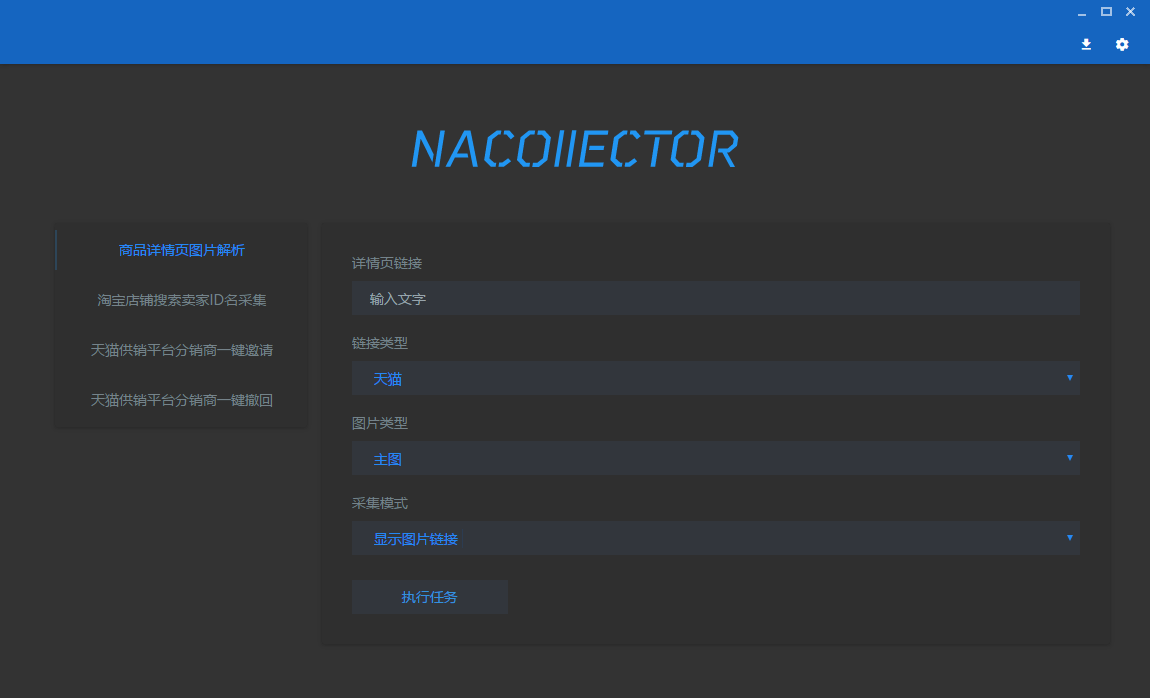 NACOllECTOR
商品详情页图片解析
淘宝店铺搜索卖家ID名采集
天猫供销平台分销商一键邀请
天猫供销平台分销商一键撤回
详情页链接
输入文字
链接类型
天猫
图片类型
主图
采集模式
显示图片链接
执行任务